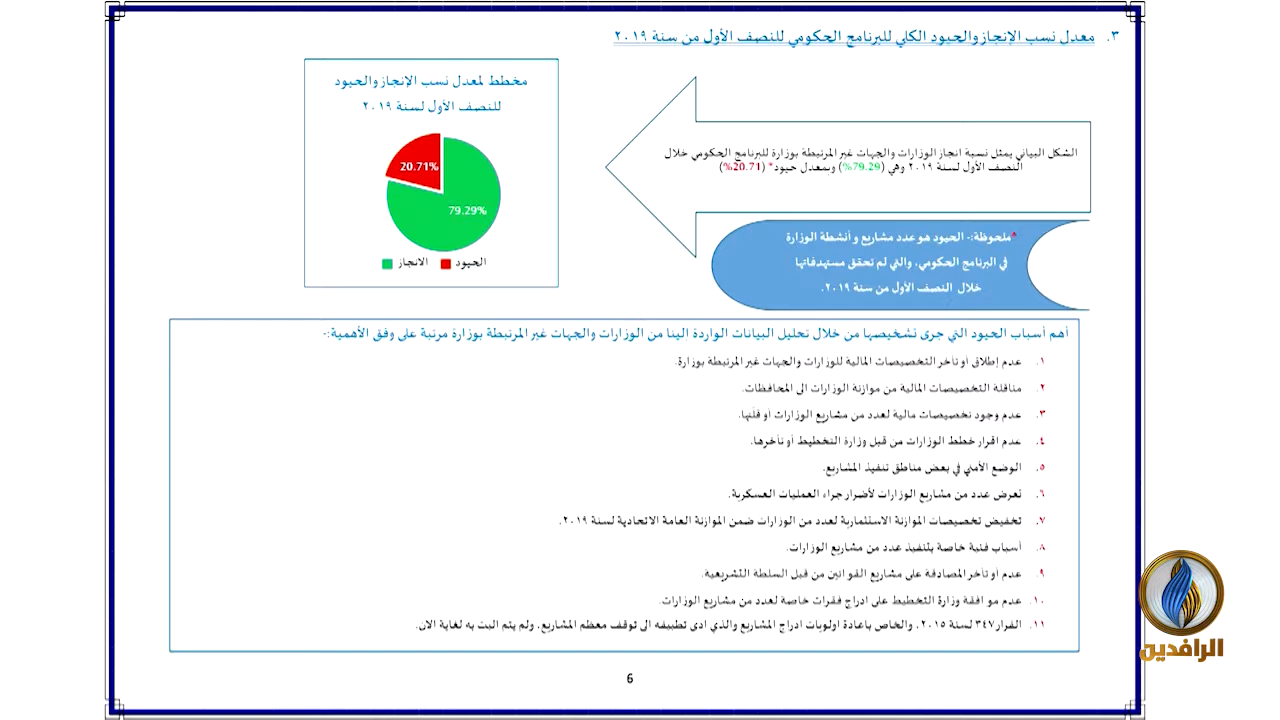 ٣. معدل نسب الإنجاز والحيود الكلي للبرنامج الحكومي للنصف الأول من سنة ٢٠١٩
مخطط لمعدل نسب الإنجاز والحيود
للنصف الأول لسنة ٢٠١٩
20.71%
79.29%
الحيود
الانجاز
الشكل البياني يمثل نسبة انجاز الوزارات والجهات غير المرتبطة بوزارة للبرنامج الحكومي خلال
النصف الأول لسنة ٢٠١٩ وهي (79.29%) وبمعدل حيود* (20.71%)
*ملحوظة:- الحيود هو عدد مشاريع و أنشطة الوزارة
في البرنامج الحكومي، والتي لم تحقق مستهدفاتها
خلال النصف الأول من سنة ٢٠١٩.
أهم أسباب الحيود التي جرى تشخيصها من خلال تحليل البيانات الواردة الينا من الوزارات والجهات غير المرتبطة بوزارة مرتبة على وفق الأهمية:-
١. عدم إطلاق أو تأخر التخصيصات المالية للوزارات والجهات غير المرتبطة بوزارة.
٢. مناقلة التخصيصات المالية من موازنة الوزارات الى المحافظات.
٣. عدم وجود تخصيصات مالية لعدد من مشاريع الوزارات أو قلتها.
٤. عدم اقرار خطط الوزارات من قبل وزارة التخطيط أو تأخرها.
٥. الوضع الأمني في بعض مناطق تنفيذ المشاريع.
٦. تعرض عدد من مشاريع الوزارات لأضرار جراء العمليات العسكرية.
٧. تخفيض تخصيصات الموازنة الاستثمارية لعدد من الوزارات ضمن الموازنة العامة الاتحادية لسنة ٢٠١٩.
٨. أسباب فنية خاصة بتنفيذ عدد من مشاريع الوزارات.
٩. عدم أو تأخر المصادقة على مشاريع القوانين من قبل السلطة التشريعية.
١٠. عدم موافقة وزارة التخطيط على ادراج فقرات خاصة لعدد من مشاريع الوزارات.
١١. القرار ٣٤٧ لسنة ٢٠١٥، والخاص بإعادة اولويات ادراج المشاريع والذي ادى تطبيقه الى توقف معظم المشاريع، ولم يتم البت به لغاية الان.
6
الرافدين